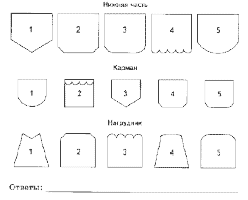 Нижняя часть
1 2 3 4 5
Карман
1 2 3 4 5
Нагрудник
1 2 3 4 5
Ответы: